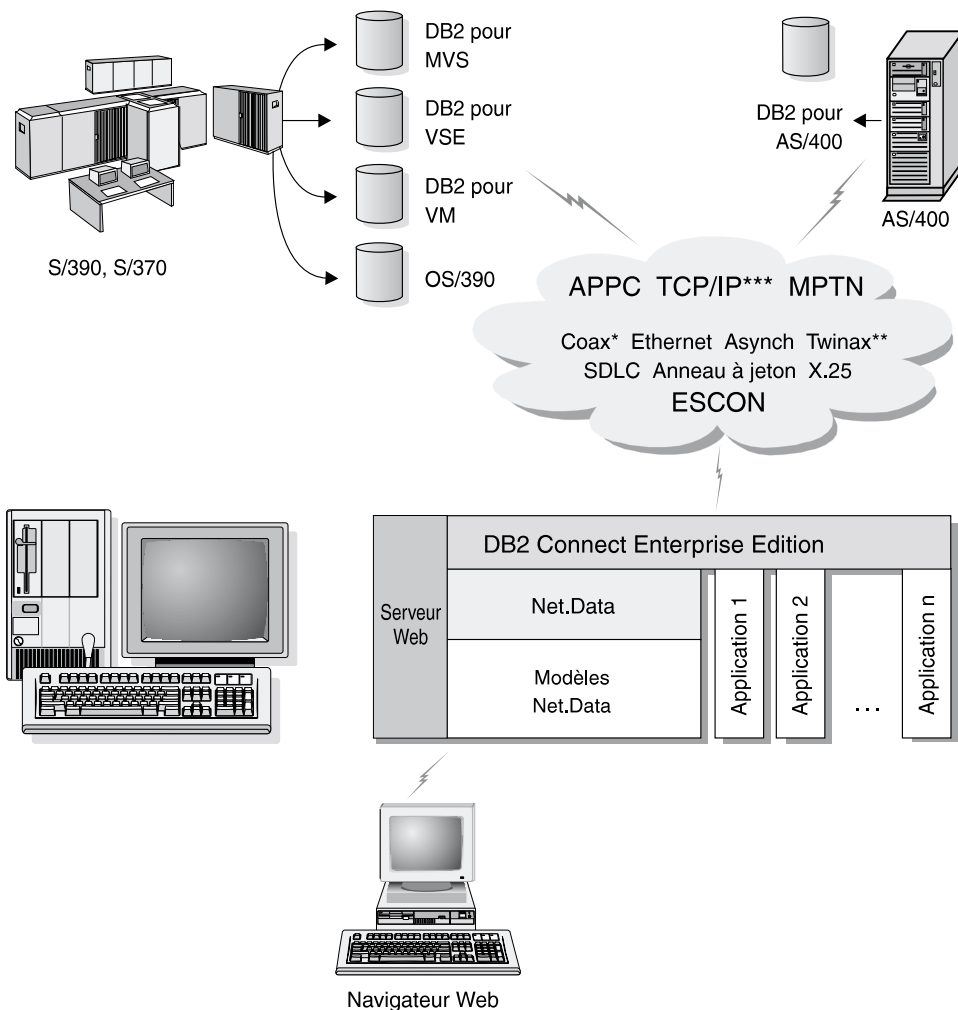 DB2 pour
MVS
DB2 pour
VSE
DB2 pour
VM
OS/390
S/390, S/370
DB2 pour
AS/400
AS/400
APPC TCP/IP*** MPTN
Coax* Ethernet Asynch Twinax**
SDLC Anneau à jeton X.25
ESCON
DB2 Connect Enterprise Edition
Serveur
Web
Net.Data
Modèles
Net.Data
Application 1
Application 2
...
Application n
Navigateur Web